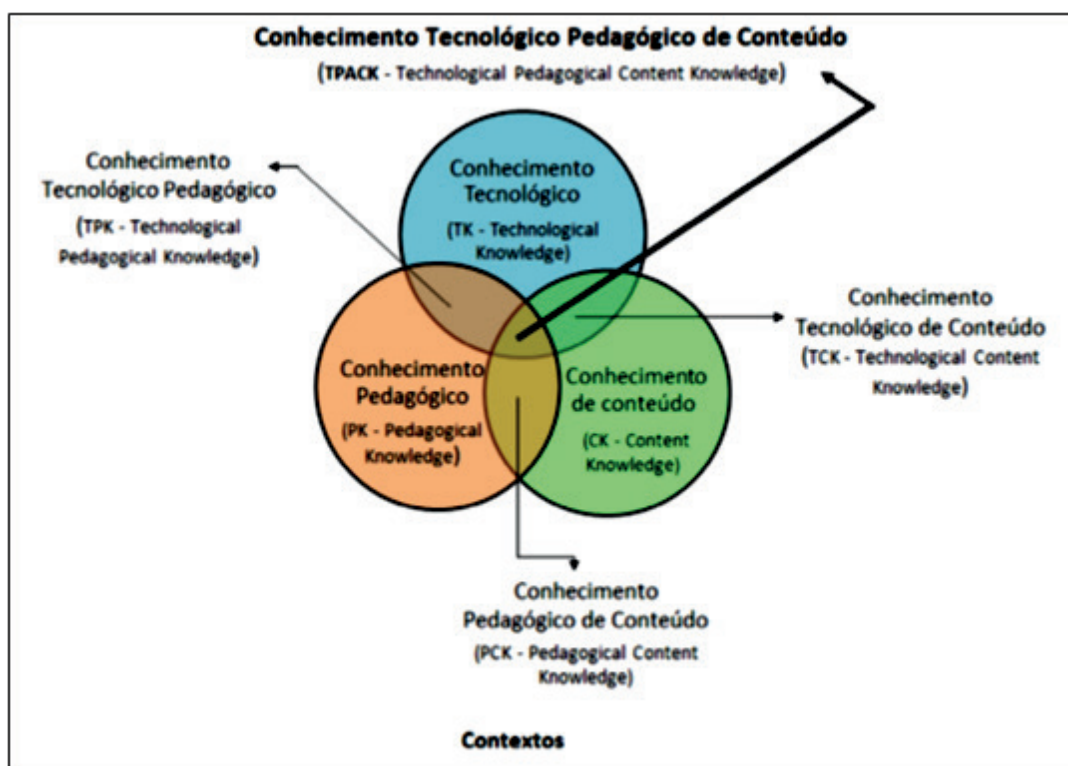 Conhecimento Tecnológico Pedagógico de Conteúdo
(TPACK - Technological Pedagogical Content Knowledge)
Conhecimento
Tecnológico Pedagógico
(TPK - Technological
Pedagogical Knowledge)
Conhecimento
Tecnológico
(TK - Technological
Knowledge)
Conhecimento
Tecnológico de Conteúdo
(TCK - Technological Content
Knowledge)
Conhecimento
Pedagógico
(PK - Pedagogical
Knowledge)
Conhecimento
de conteúdo
(CK - Content
Knowledge)
Conhecimento
Pedagógico de Conteúdo
(PCK - Pedagogical Content
Knowledge)
Contextos